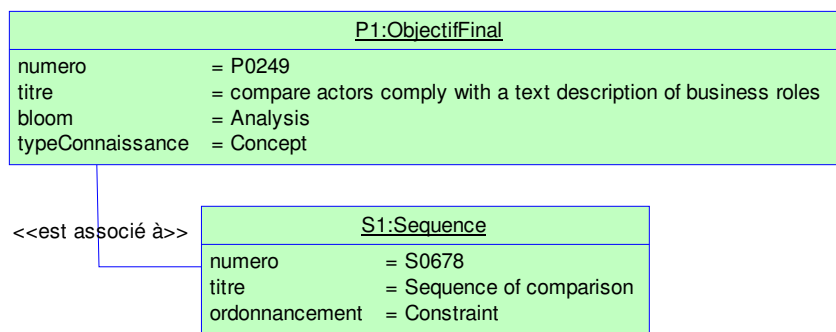 P1:ObjectifFinal
numero = P0249
titre = compare actors comply with a text description of business roles
bloom = Analysis
typeConnaissance = Concept
<<est associé à>>
S1:Sequence
numero = S0678
titre = Sequence of comparison
ordonnancement = Constraint